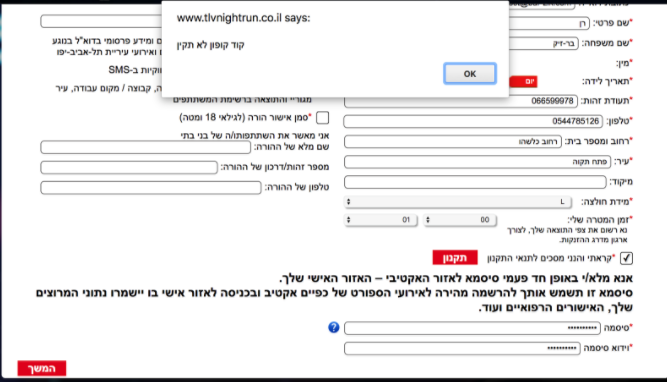 www.tlvnightrun.co.il says:
קוד קופון לא תקין
OK
*שם פרטי: רן
*שם משפחה: בר-זיק
*מין:
*תאריך לידה: יום
*תעודת זהות: 066599978
*טלפון: 0544785126
*רחוב ומספר בית: רחוב כלשהו
*עיר: פתח תקוה
מיקוד:
*מידת חולצה: L
*זמן המטרה שלי: 00 01
נא רשום את צפי התוצאה שלך, לצורך
ארגון מדרג ההזנקות.
*קראתי והנני מסכים לתנאי התקנון תקנון
ם ומידע פרסומי בדוא"ל בנוגע
ם ואירועי עיריית תל-אביב-יפו
ווקיות ב-SMS
ה, קבוצה / מקום עבודה, עיר
מגוריי והתוצאה ברשימת המשתתפים
*סמן אישור הורה (לגילאי 18 ומטה)
אני מאשר את השתתפותו/ה של בני בתי
שם מלא של ההורה:
מספר זהות/דרכון של ההורה:
טלפון של ההורה:
אנא מלא/י באופן חד פעמי סיסמא לאזור האקטיבי – האזור האישי שלך.
סיסמא זו תשמש אותך להרשמה מהירה לאירועי הספורט של כפיים אקטיב ובכניסה לאזור אישי בו יישמרו נתוני המרוצים
שלך, האישורים הרפואיים ועוד.
*סיסמה ••••••••••
*וידוא סיסמה ••••••••••
המשך